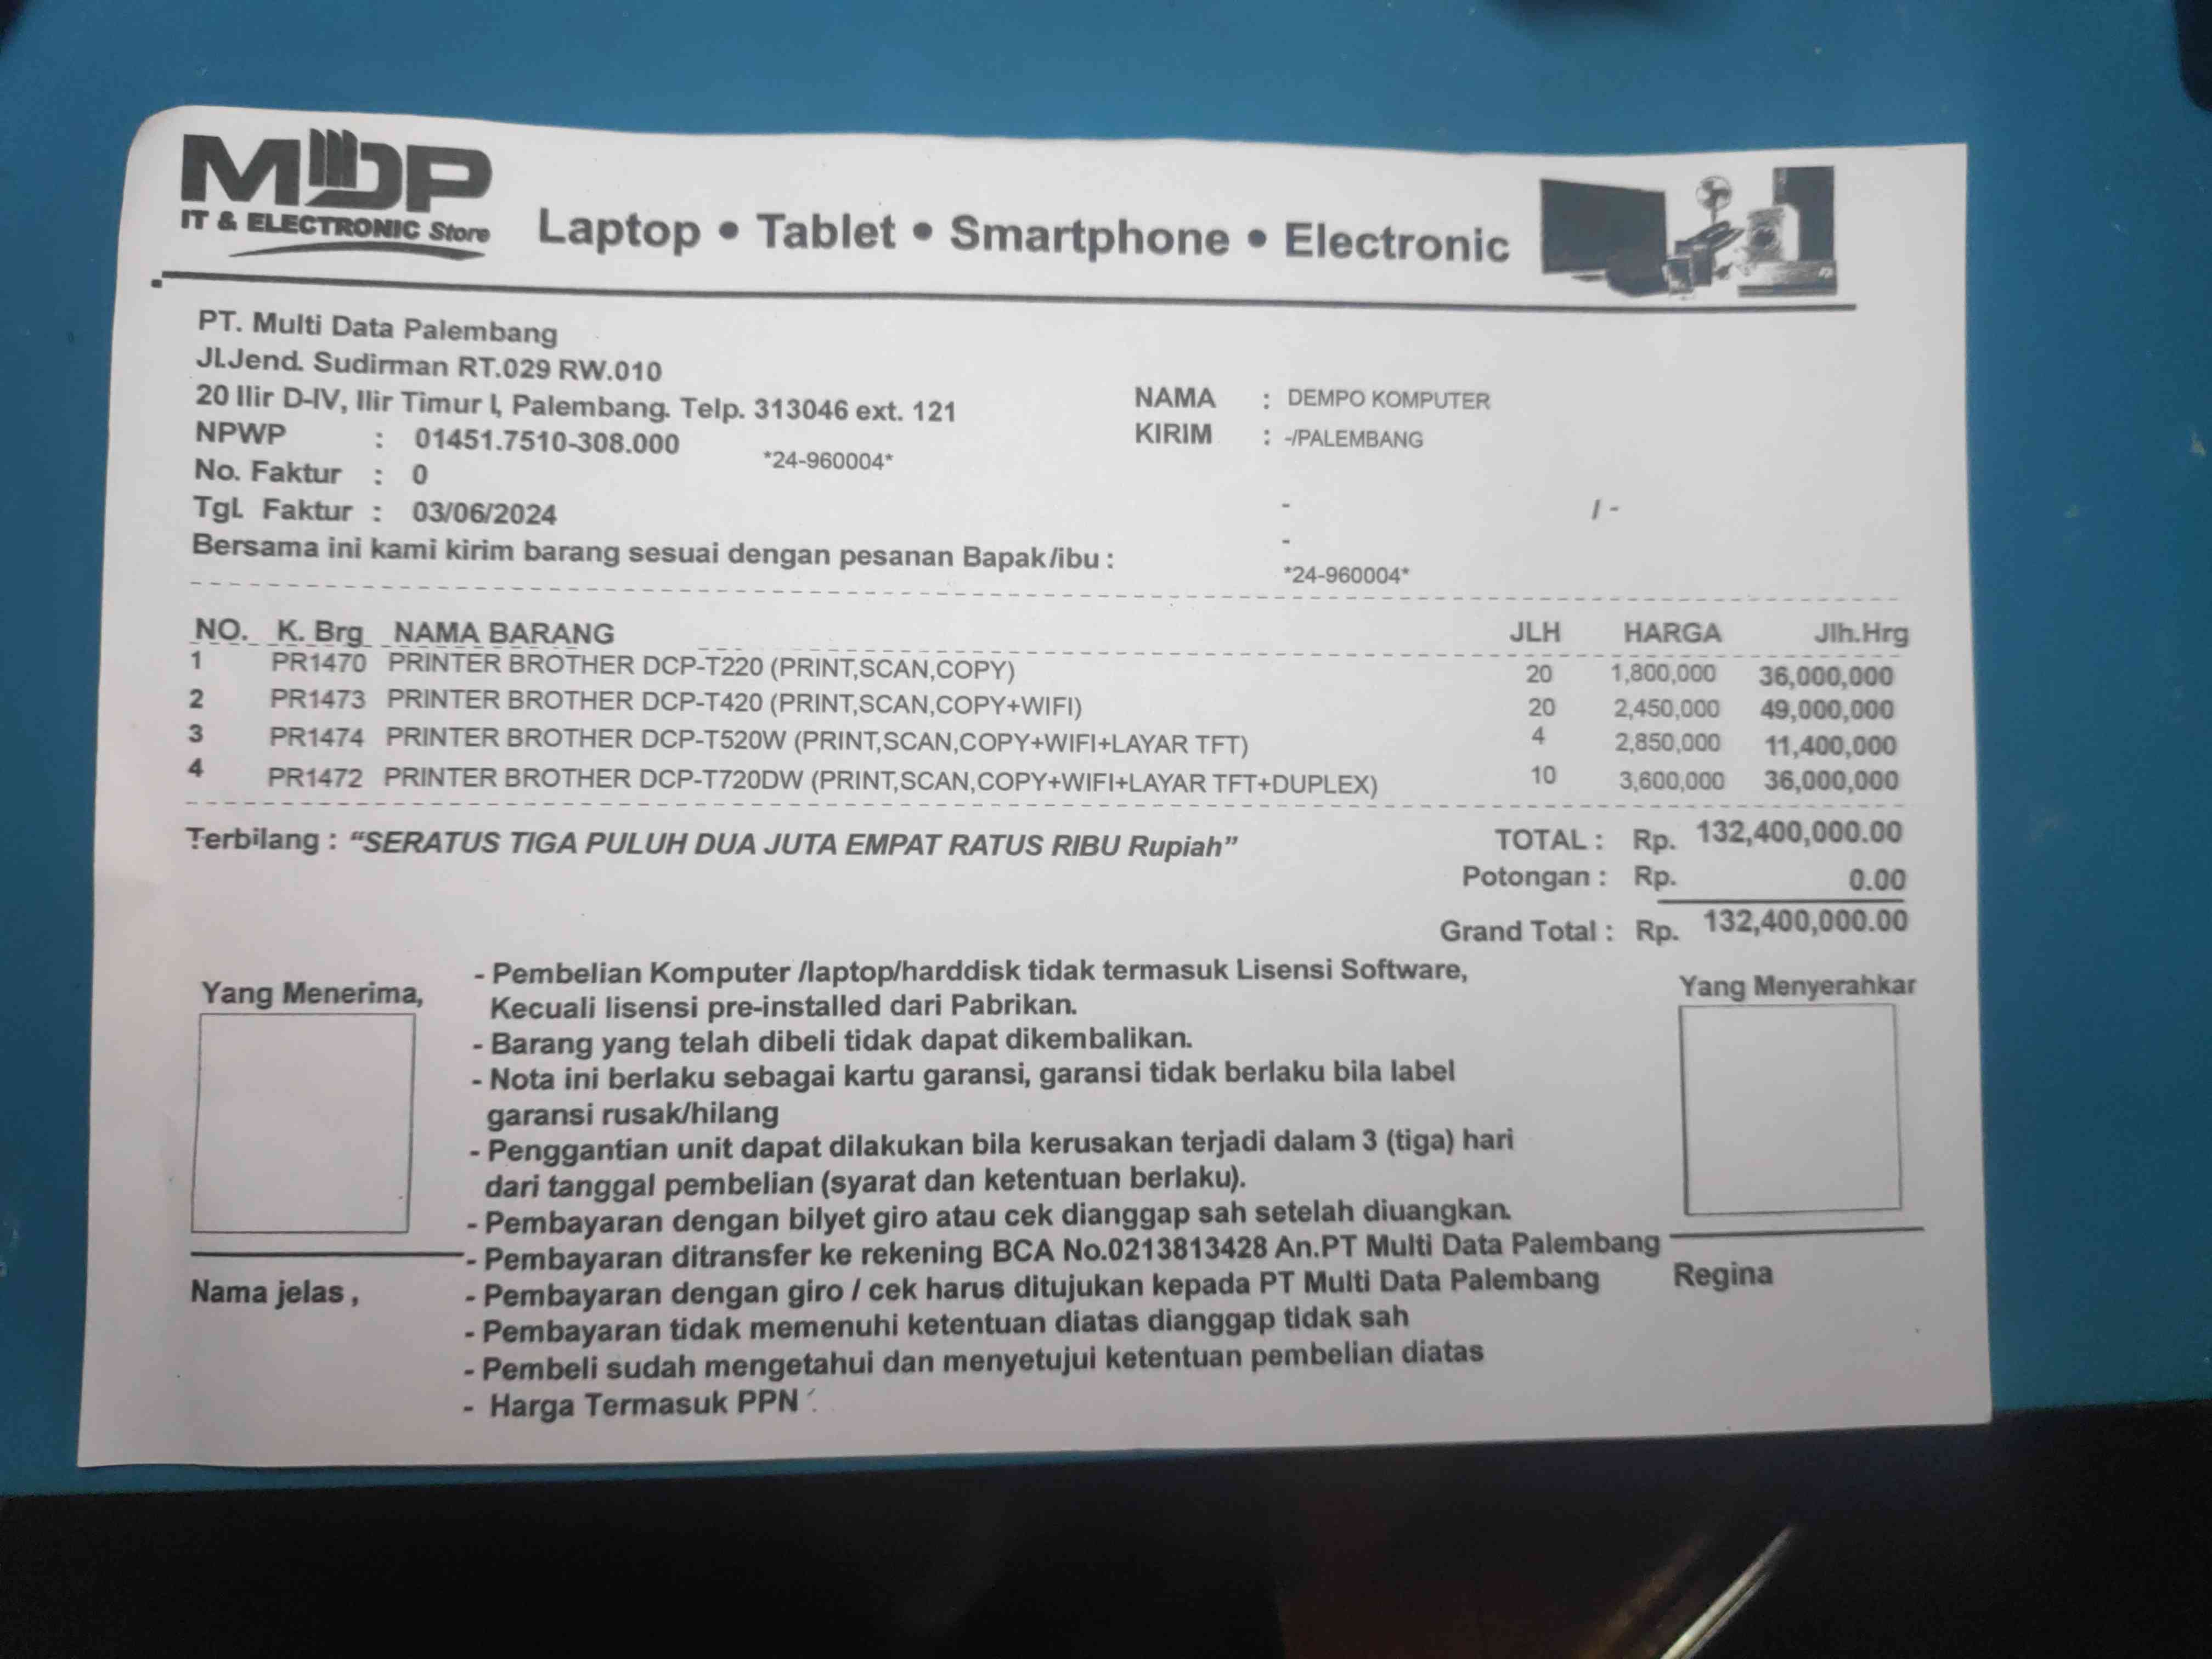 MDP
IT & ELECTRONIC Store
Laptop • Tablet • Smartphone • Electronic
PT. Multi Data Palembang
Jl.Jend. Sudirman RT.029 RW.010
20 Ilir D-IV, Ilir Timur I, Palembang. Telp. 313046 ext. 121
NPWP : 01451.7510-308.000 *24-960004*
No. Faktur : 0
Tgl. Faktur : 03/06/2024
Bersama ini kami kirim barang sesuai dengan pesanan Bapak/ibu :
NAMA : DEMPO KOMPUTER
KIRIM : -/PALEMBANG
- / -
-
*24-960004*
NO. K. Brg NAMA BARANG JLH HARGA Jlh.Hrg
1 PR1470 PRINTER BROTHER DCP-T220 (PRINT,SCAN,COPY) 20 1,800,000 36,000,000
2 PR1473 PRINTER BROTHER DCP-T420 (PRINT,SCAN,COPY+WIFI) 20 2,450,000 49,000,000
3 PR1474 PRINTER BROTHER DCP-T520W (PRINT,SCAN,COPY+WIFI+LAYAR TFT) 4 2,850,000 11,400,000
4 PR1472 PRINTER BROTHER DCP-T720DW (PRINT,SCAN,COPY+WIFI+LAYAR TFT+DUPLEX) 10 3,600,000 36,000,000
Terbilang : “SERATUS TIGA PULUH DUA JUTA EMPAT RATUS RIBU Rupiah”
TOTAL : Rp. 132,400,000.00
Potongan : Rp. 0.00
Grand Total : Rp. 132,400,000.00
Yang Menerima,
Nama jelas ,
- Pembelian Komputer /laptop/harddisk tidak termasuk Lisensi Software,
Kecuali lisensi pre-installed dari Pabrikan.
- Barang yang telah dibeli tidak dapat dikembalikan.
- Nota ini berlaku sebagai kartu garansi, garansi tidak berlaku bila label
garansi rusak/hilang
- Penggantian unit dapat dilakukan bila kerusakan terjadi dalam 3 (tiga) hari
dari tanggal pembelian (syarat dan ketentuan berlaku).
- Pembayaran dengan bilyet giro atau cek dianggap sah setelah diuangkan.
- Pembayaran ditransfer ke rekening BCA No.0213813428 An.PT Multi Data Palembang
- Pembayaran dengan giro / cek harus ditujukan kepada PT Multi Data Palembang
- Pembayaran tidak memenuhi ketentuan diatas dianggap tidak sah
- Pembeli sudah mengetahui dan menyetujui ketentuan pembelian diatas
- Harga Termasuk PPN
Yang Menyerahkar
Regina